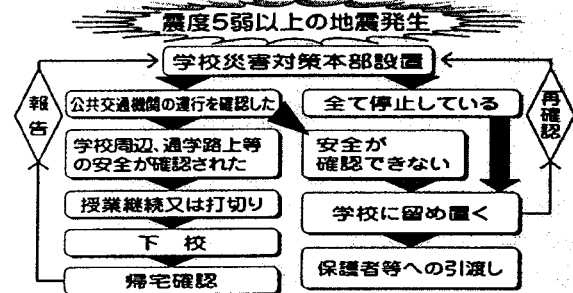 震度5弱以上の地震発生
学校災害対策本部設置
報告
公共交通機関の運行を確認した
全て停止している
再確認
学校周辺、通学路上等
の安全が確認された
安全が
確認できない
授業継続又は打切り
学校に留め置く
下校
帰宅確認
保護者等への引渡し